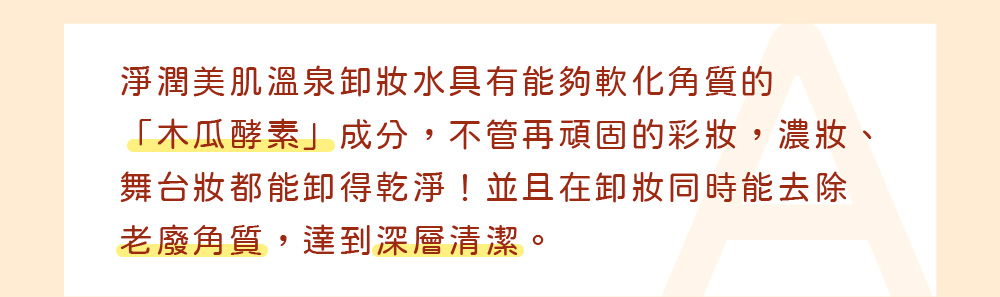 淨潤美肌溫泉卸妝水具有能夠軟化角質的
「木瓜酵素」成分，不管再頑固的彩妝，濃妝、
舞台妝都能卸得乾淨！並且在卸妝同時能去除
老廢角質，達到深層清潔。